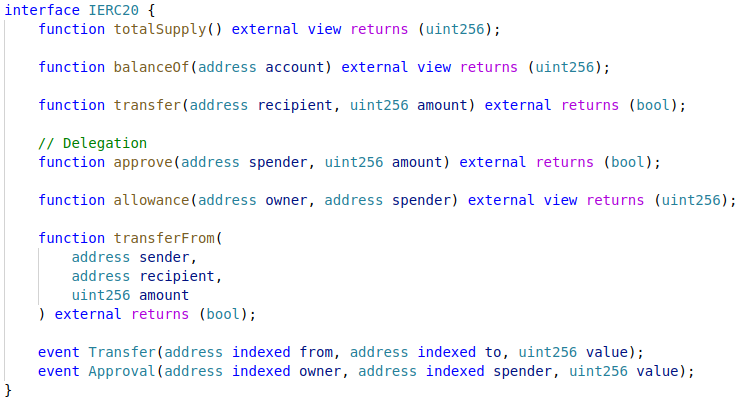 interface IERC20 {
function totalSupply() external view returns (uint256);
function balanceOf(address account) external view returns (uint256);
function transfer(address recipient, uint256 amount) external returns (bool);
// Delegation
function approve(address spender, uint256 amount) external returns (bool);
function allowance(address owner, address spender) external view returns (uint256);
function transferFrom(
address sender,
address recipient,
uint256 amount
) external returns (bool);
event Transfer(address indexed from, address indexed to, uint256 value);
event Approval(address indexed owner, address indexed spender, uint256 value);
}